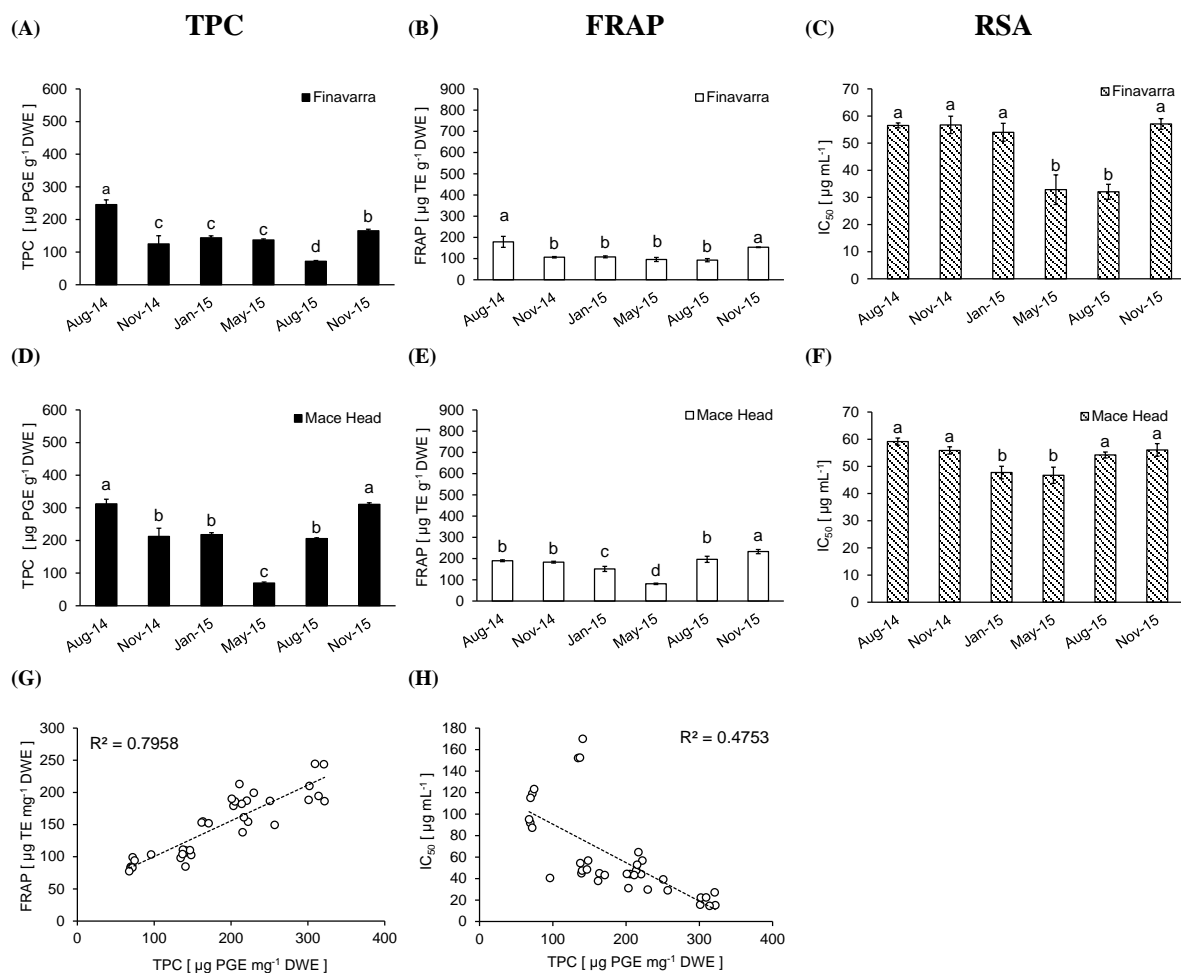 (A) TPC (B) FRAP (C) RSA
TPC [ µg PGE g-1 DWE ]
600
500
400
300
200
100
0
Finavarra
a
c
c
c
d
b
Aug-14
Nov-14
Jan-15
May-15
Aug-15
Nov-15
FRAP [ µg TE g-1 DWE ]
900
800
700
600
500
400
300
200
100
0
Finavarra
a
b
b
b
b
a
Aug-14
Nov-14
Jan-15
May-15
Aug-15
Nov-15
IC50 [ µg mL-1 ]
70
60
50
40
30
20
10
0
Finavarra
a
a
a
b
b
a
Aug-14
Nov-14
Jan-15
May-15
Aug-15
Nov-15
(D)
(E)
(F)
TPC [ µg PGE g-1 DWE ]
600
500
400
300
200
100
0
Mace Head
a
b
b
c
b
a
Aug-14
Nov-14
Jan-15
May-15
Aug-15
Nov-15
FRAP [ µg TE g-1 DWE ]
900
800
700
600
500
400
300
200
100
0
Mace Head
b
b
c
d
b
a
Aug-14
Nov-14
Jan-15
May-15
Aug-15
Nov-15
IC50 [ µg mL-1 ]
70
60
50
40
30
20
10
0
Mace Head
a
a
b
b
a
a
Aug-14
Nov-14
Jan-15
May-15
Aug-15
Nov-15
(G)
(H)
FRAP [ µg TE mg-1 DWE ]
300
250
200
150
100
50
0
R² = 0.7958
0
100
200
300
400
TPC [ µg PGE mg-1 DWE ]
IC50 [ µg mL-1 ]
180
160
140
120
100
80
60
40
20
0
R² = 0.4753
0
100
200
300
400
TPC [ µg PGE mg-1 DWE ]